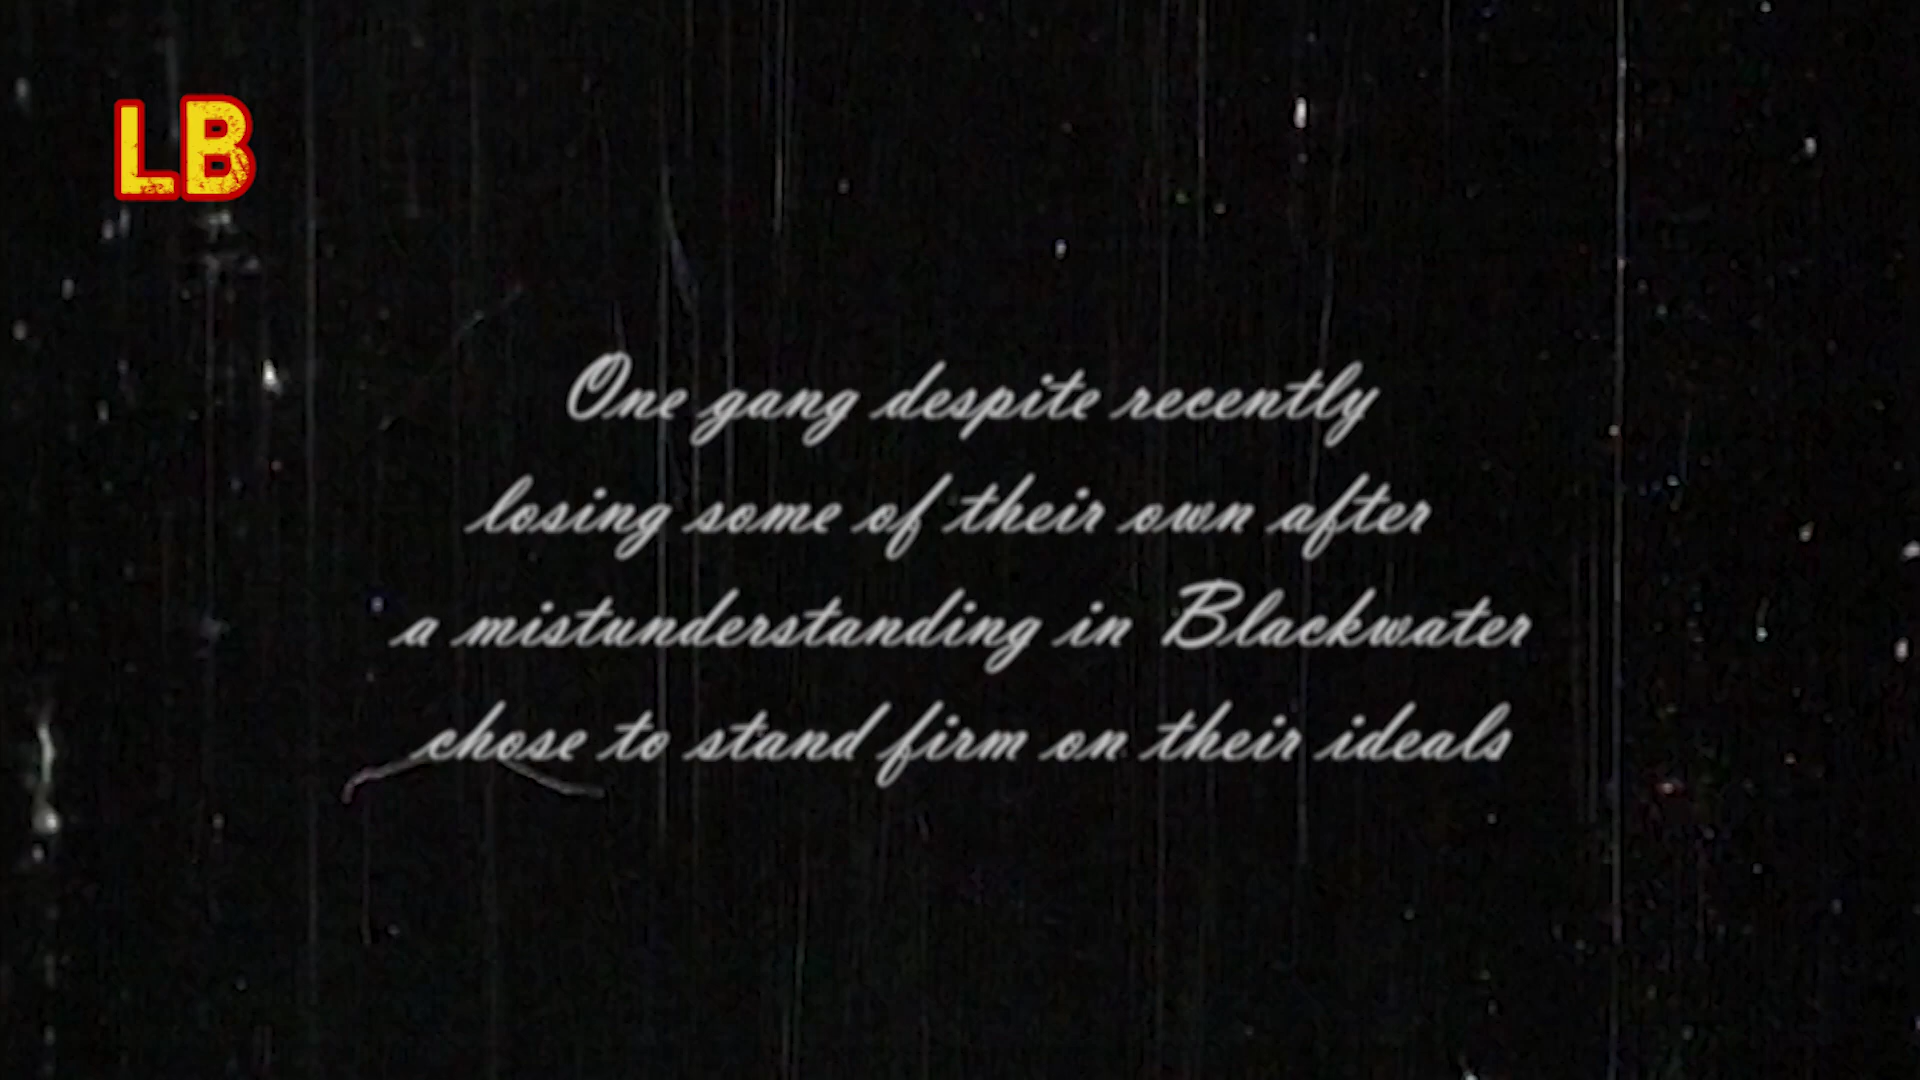 LB
One gang despite recently
losing some of their own after
a mistunderstanding in Blackwater
chose to stand firm on their ideals